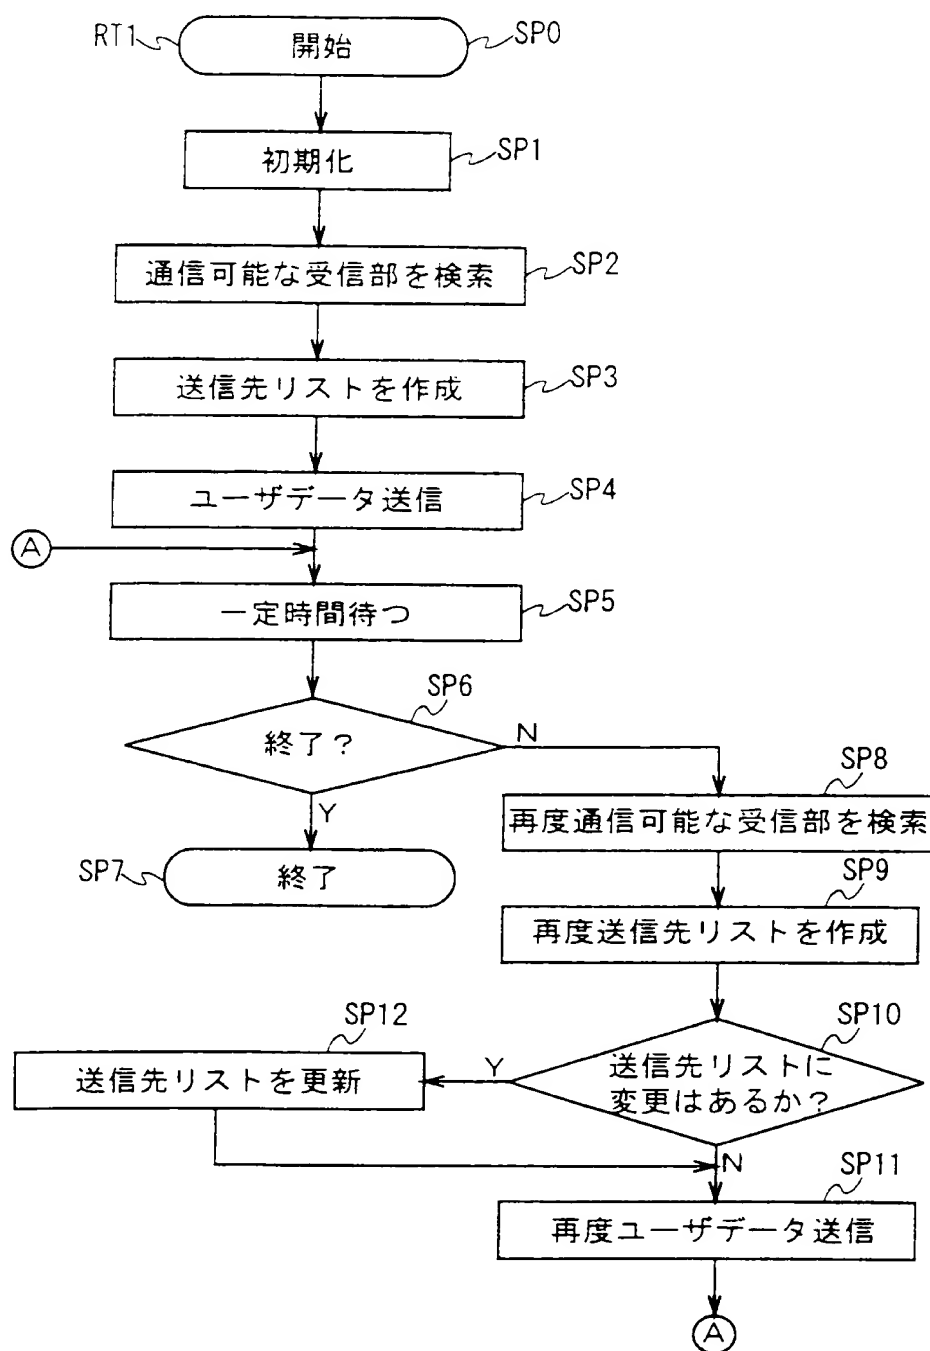 RT1
開始
SP0
初期化
SP1
通信可能な受信部を検索
SP2
送信先リストを作成
SP3
ユーザデータ送信
SP4
A
一定時間待つ
SP5
SP6
終了?
N
Y
SP7
終了
SP8
再度通信可能な受信部を検索
SP9
再度送信先リストを作成
SP10
送信先リストに
変更はあるか?
Y
N
SP12
送信先リストを更新
SP11
再度ユーザデータ送信
A